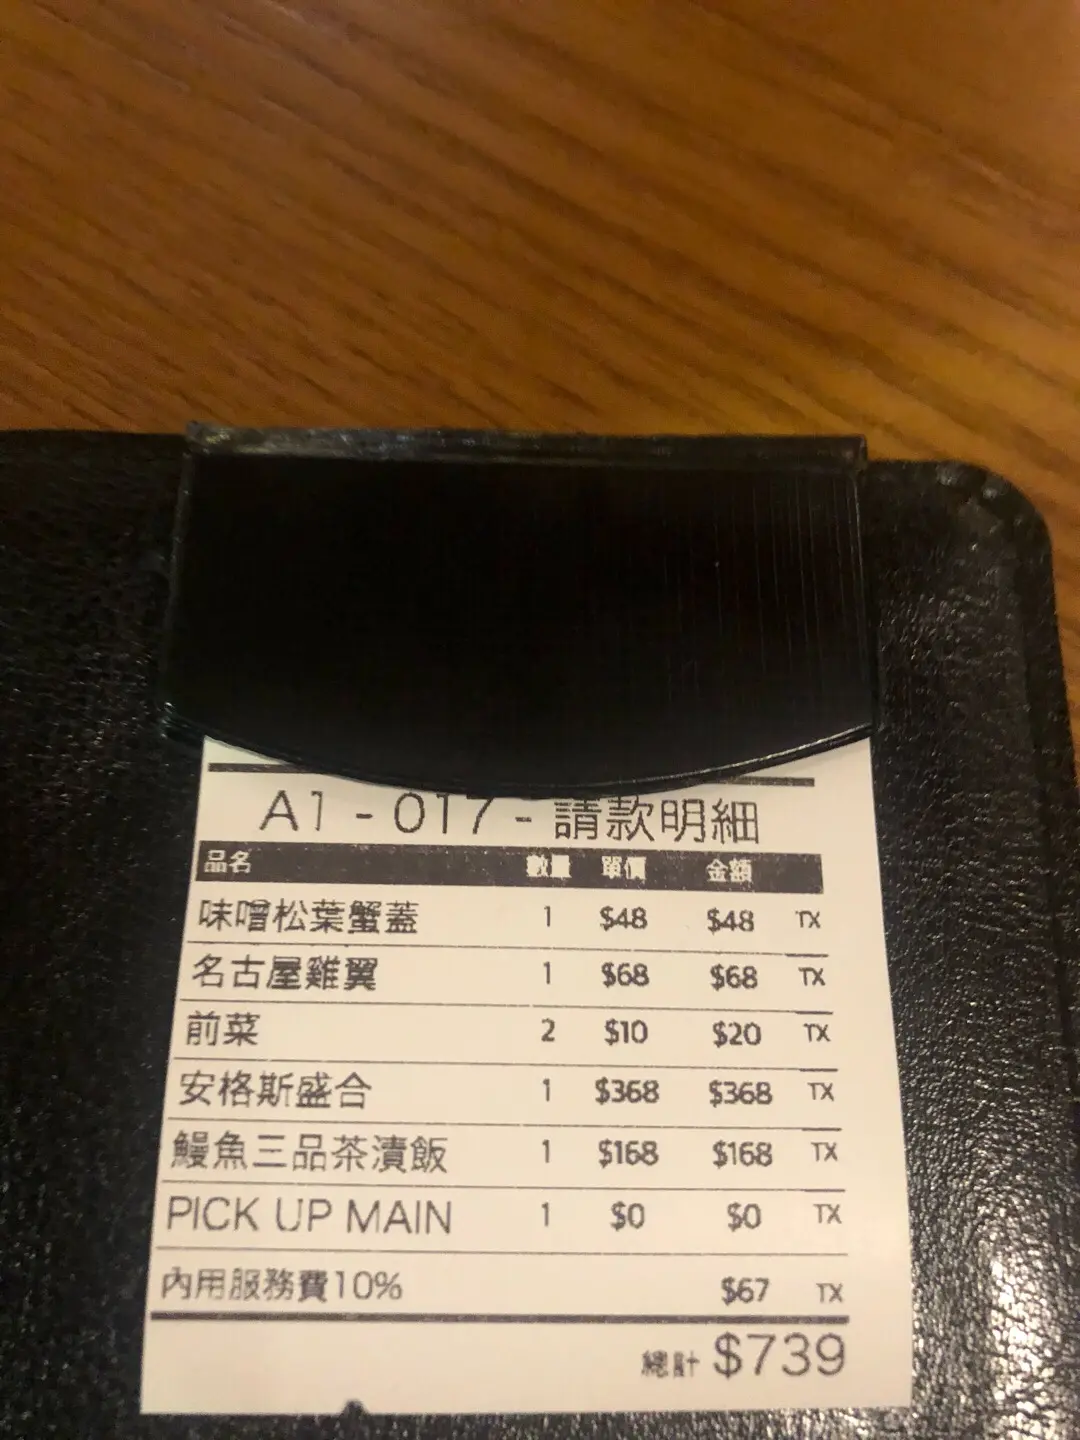 A1 - 017 - 請款明細
品名 數量 單價 金額
味噌松葉蟹蓋 1 $48 $48 TX
名古屋雞翼 1 $68 $68 TX
前菜 2 $10 $20 TX
安格斯盛合 1 $368 $368 TX
鰻魚三品茶漬飯 1 $168 $168 TX
PICK UP MAIN 1 $0 $0 TX
內用服務費10% $67 TX
總計 $739